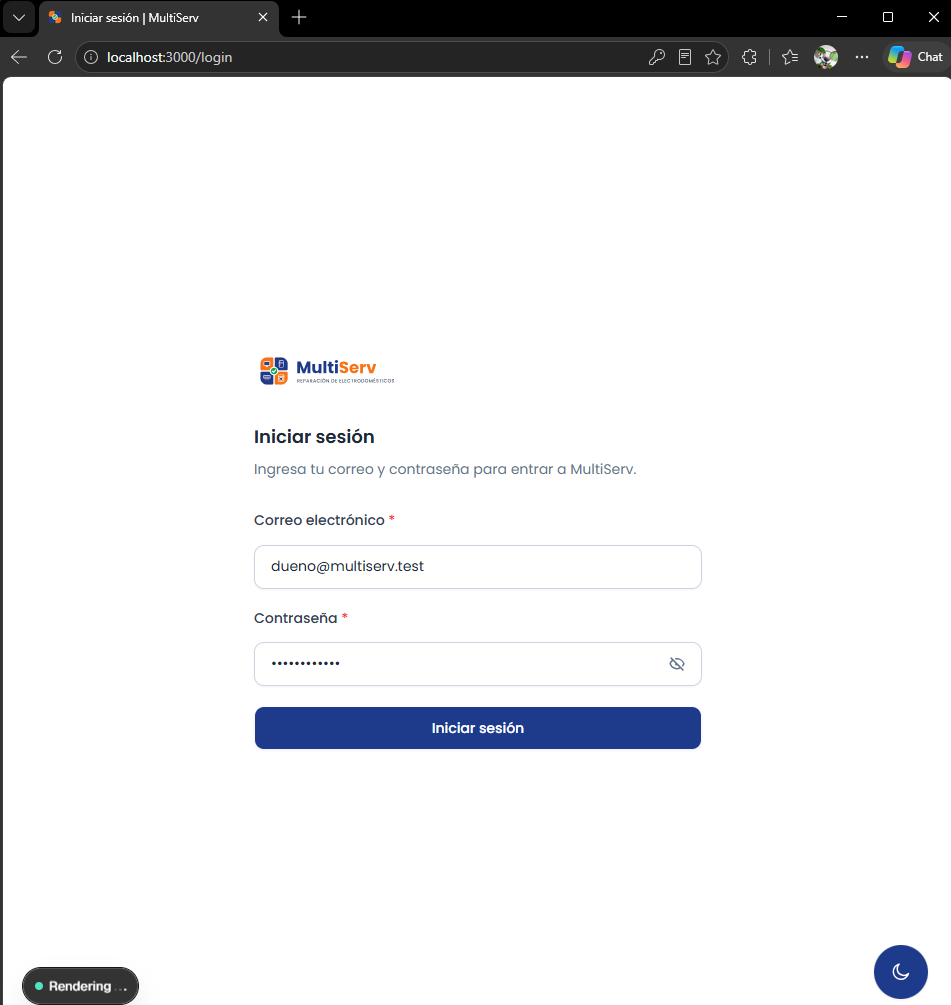 Iniciar sesión | MultiServ
localhost:3000/login
Chat
MultiServ
REPARACIÓN DE ELECTRODOMÉSTICOS
Iniciar sesión
Ingresa tu correo y contraseña para entrar a MultiServ.
Correo electrónico *
dueno@multiserv.test
Contraseña *
••••••••••••
Iniciar sesión
Rendering ...